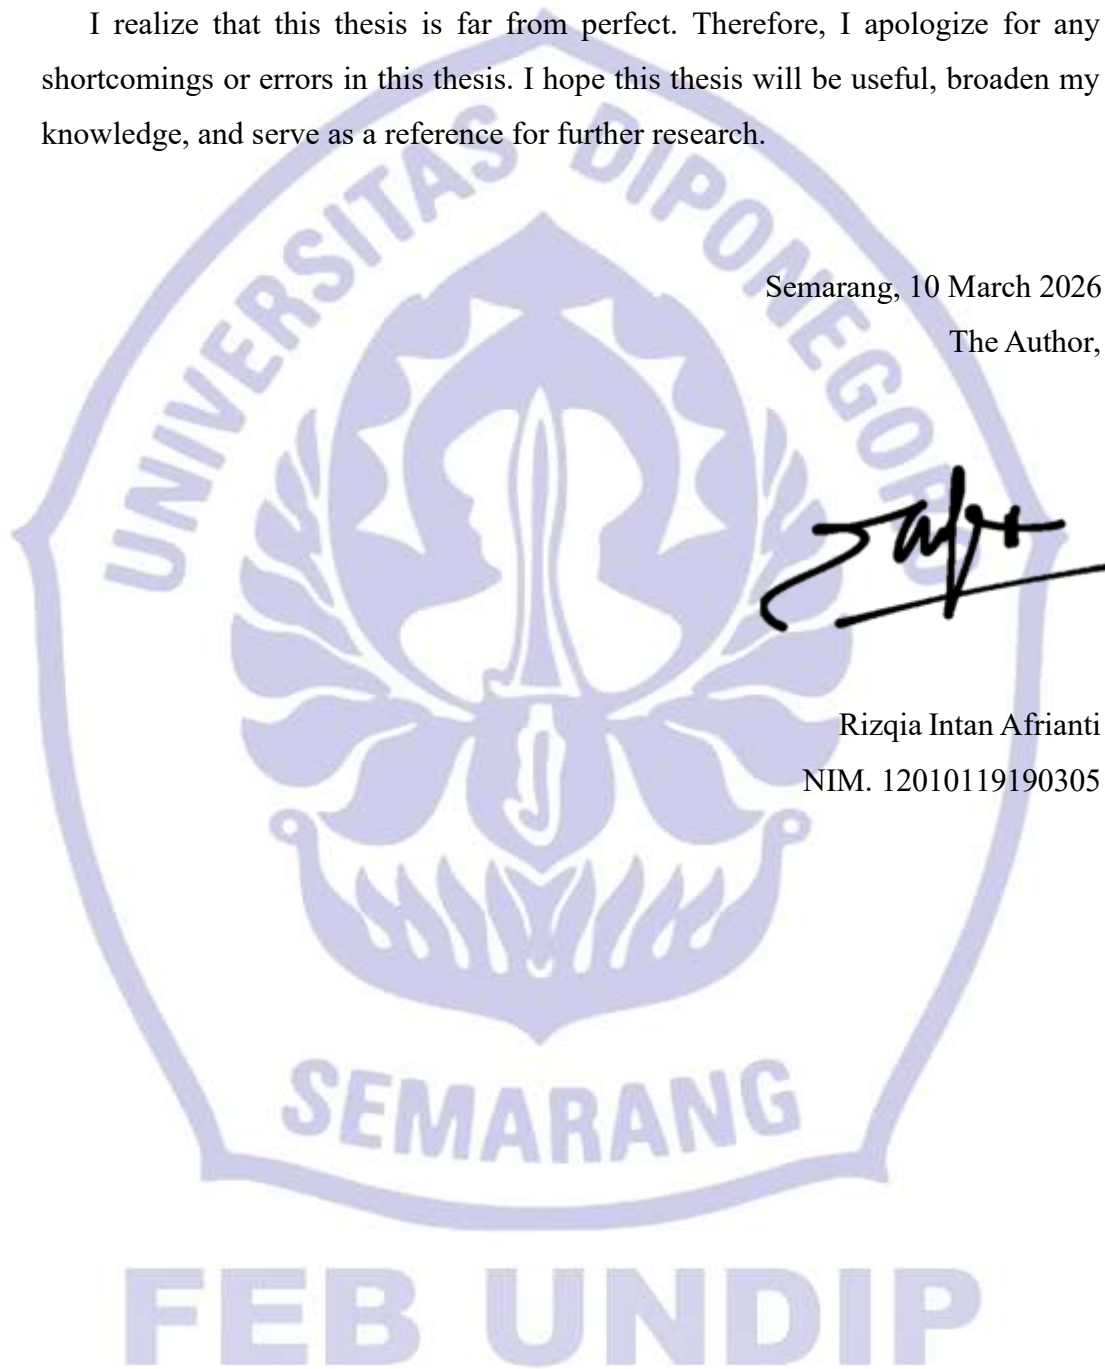 I realize that this thesis is far from perfect. Therefore, I apologize for any
shortcomings or errors in this thesis. I hope this thesis will be useful, broaden my
knowledge, and serve as a reference for further research.
UNIVERSITAS DIPONEGORO
Semarang, 10 March 2026
The Author,
Rizqia Intan Afrianti
NIM. 12010119190305
SEMARANG
FEB UNDIP